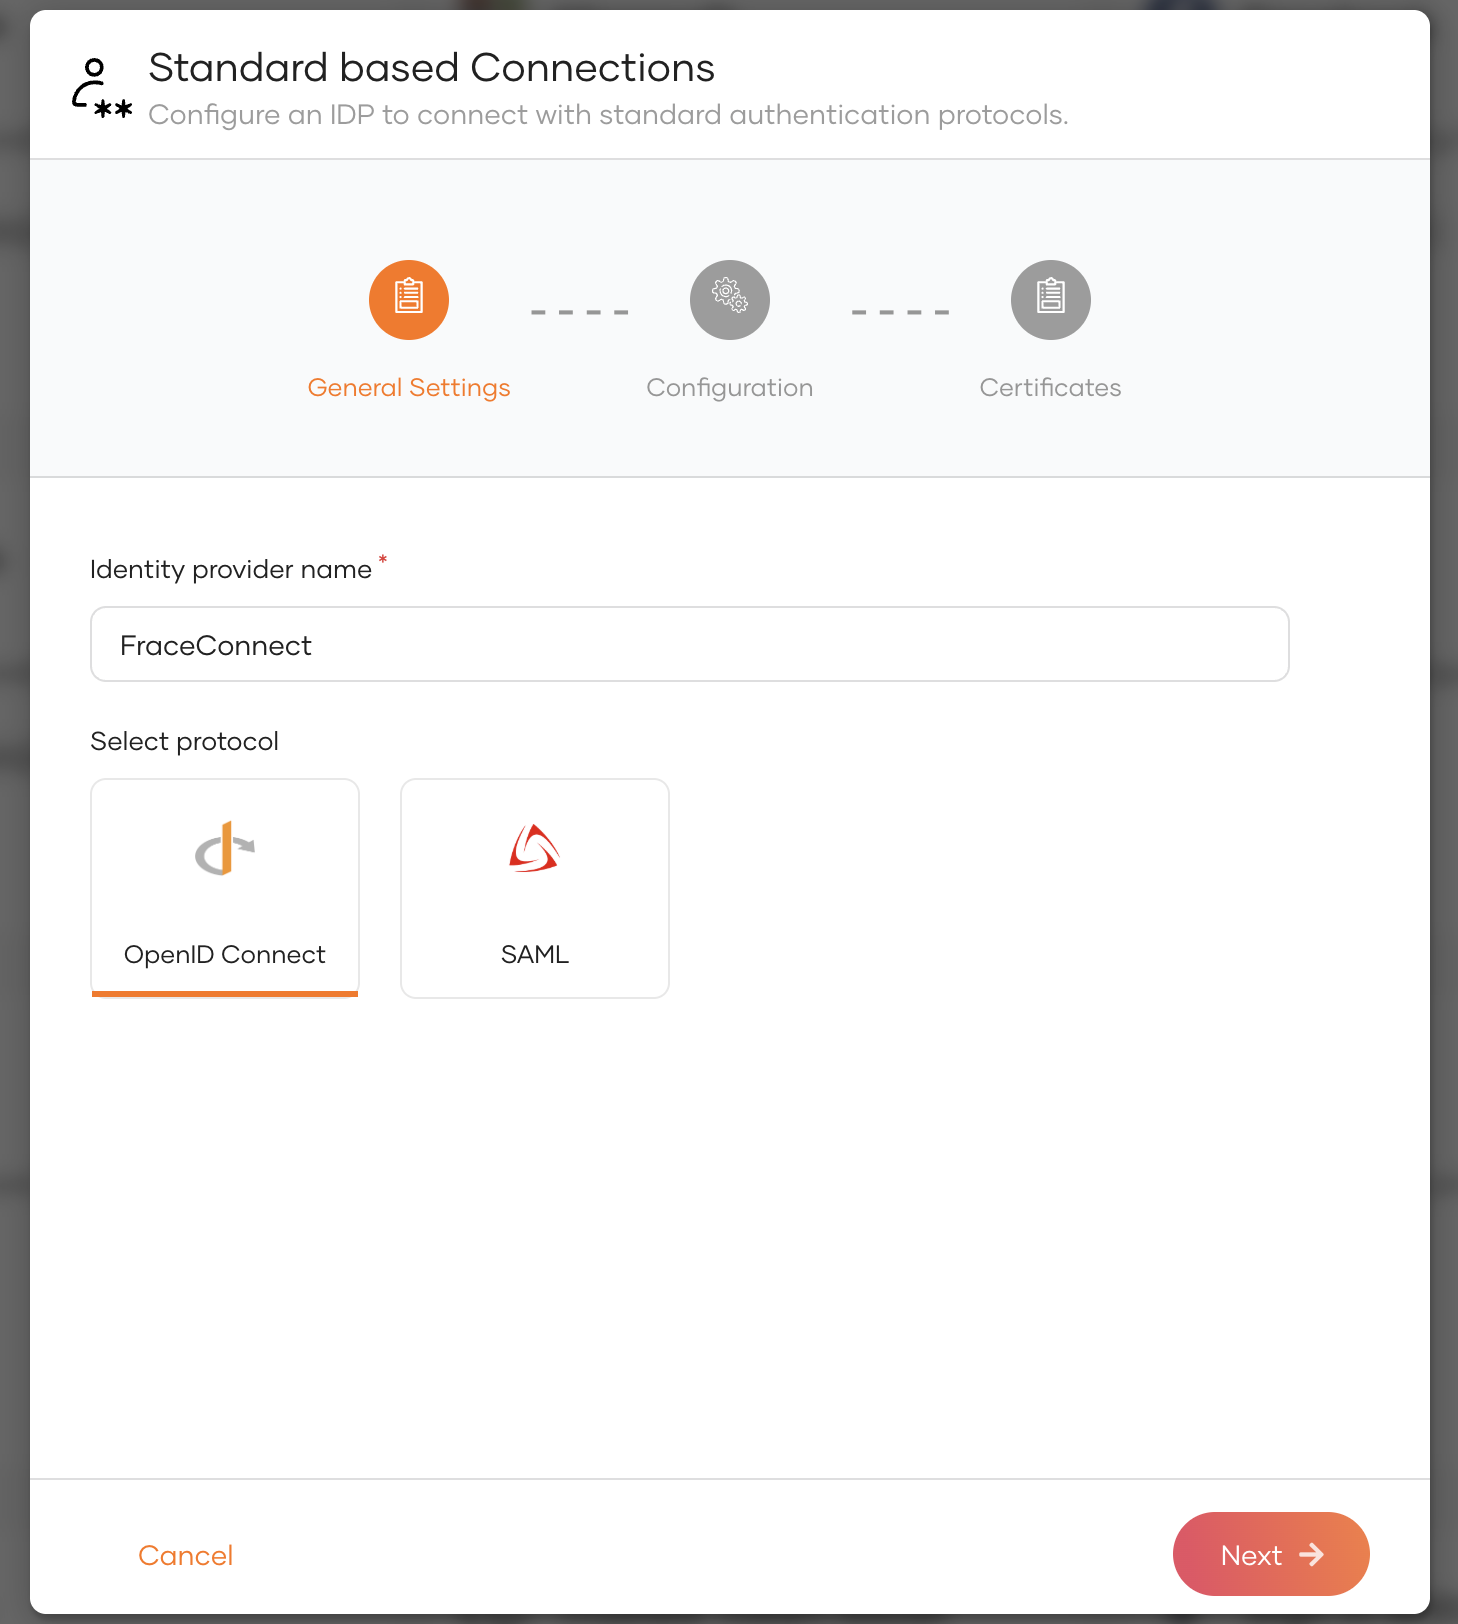 Standard based Connections
Configure an IDP to connect with standard authentication protocols.
General Settings
Configuration
Certificates
Identity provider name *
FraceConnect
Select protocol
OpenID Connect
SAML
Cancel
Next